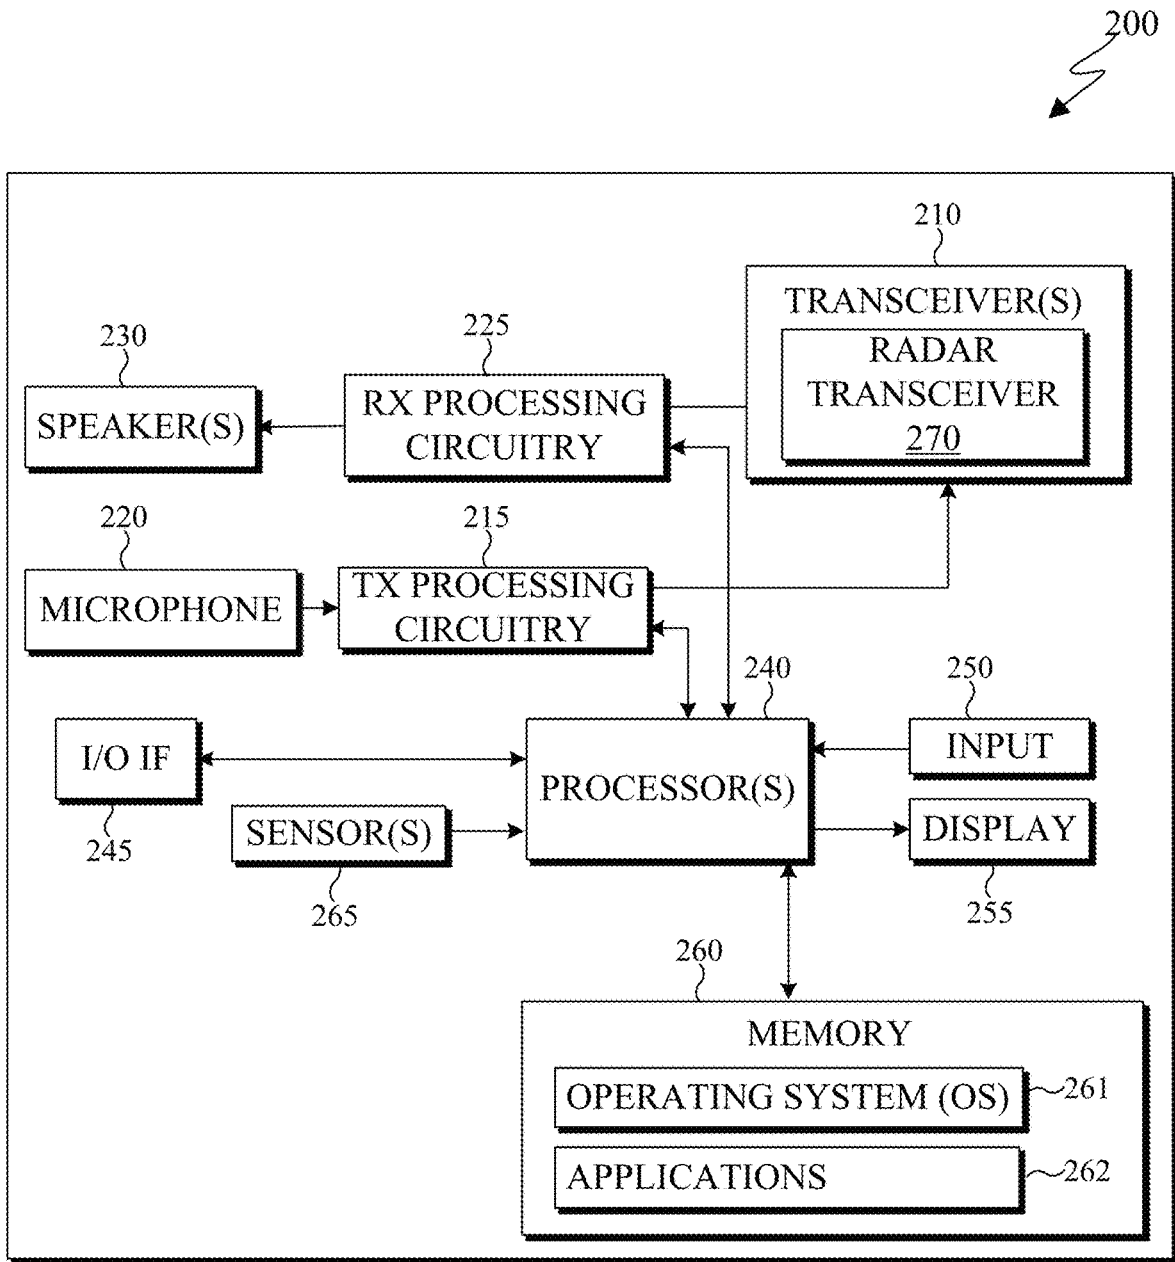 200
210
TRANSCEIVER(S)
RADAR
TRANSCEIVER
270
225
RX PROCESSING
CIRCUITRY
230
SPEAKER(S)
220
MICROPHONE
215
TX PROCESSING
CIRCUITRY
240
PROCESSOR(S)
250
INPUT
I/O IF
245
SENSOR(S)
265
DISPLAY
255
260
MEMORY
OPERATING SYSTEM (OS)
261
APPLICATIONS
262